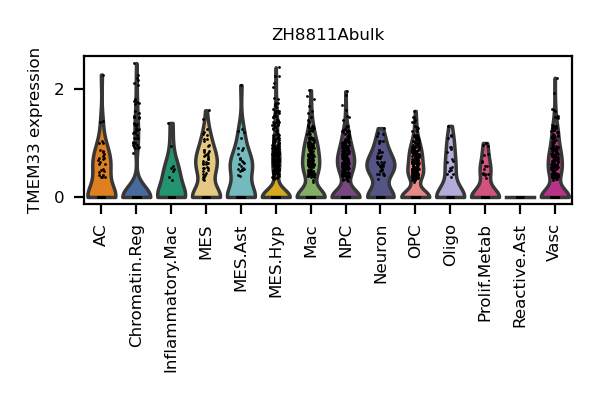 ZH8811Abulk
TMEM33 expression
2
0
AC
Chromatin.Reg
Inflammatory.Mac
MES
MES.Ast
MES.Hyp
Mac
NPC
Neuron
OPC
Oligo
Prolif.Metab
Reactive.Ast
Vasc